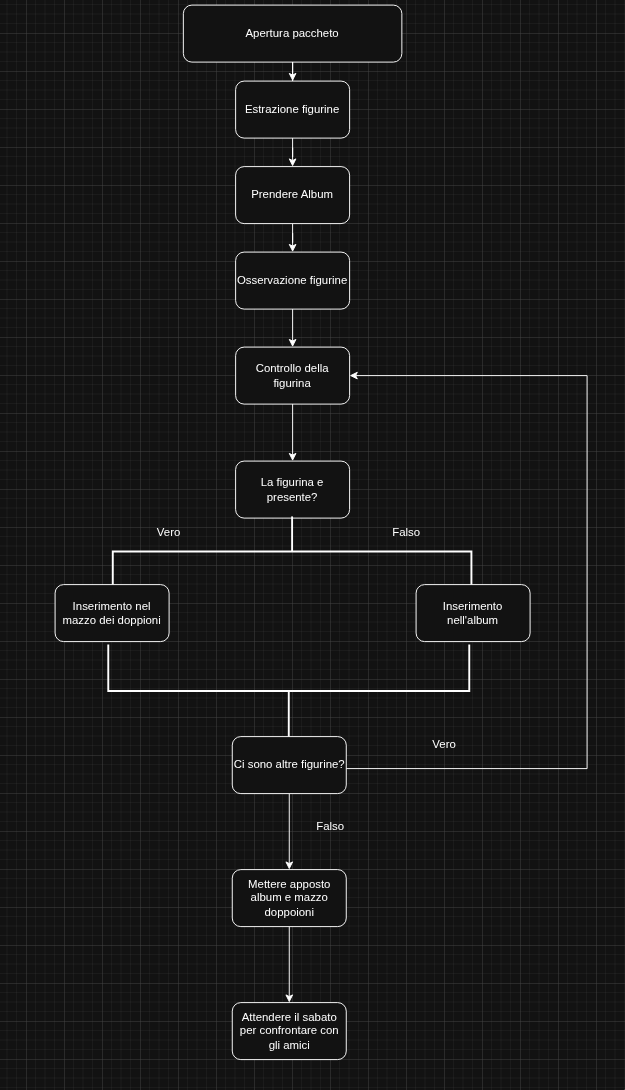 Apertura paccheto
Estrazione figurine
Prendere Album
Osservazione figurine
Controllo della
figurina
La figurina e
presente?
Vero
Falso
Inserimento nel
mazzo dei doppioni
Inserimento
nell'album
Ci sono altre figurine?
Vero
Falso
Mettere apposto
album e mazzo
doppoioni
Attendere il sabato
per confrontare con
gli amici